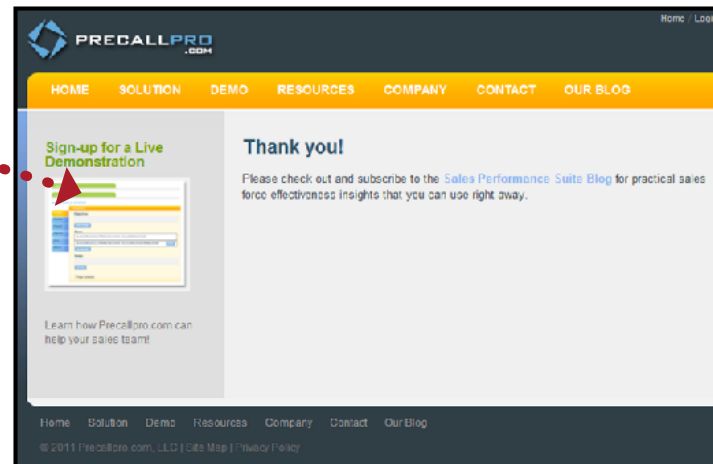 Home / Login
PRECALLPRO
.COM
HOME SOLUTION DEMO RESOURCES COMPANY CONTACT OUR BLOG
Sign-up for a Live
Demonstration
Learn how Precallpro.com can
help your sales team!
Thank you!
Please check out and subscribe to the Sales Performance Suite Blog for practical sales
force effectiveness insights that you can use right away.
Home Solution Demo Resources Company Contact Our Blog
© 2011 Precallpro.com, LLC | Site Map | Privacy Policy